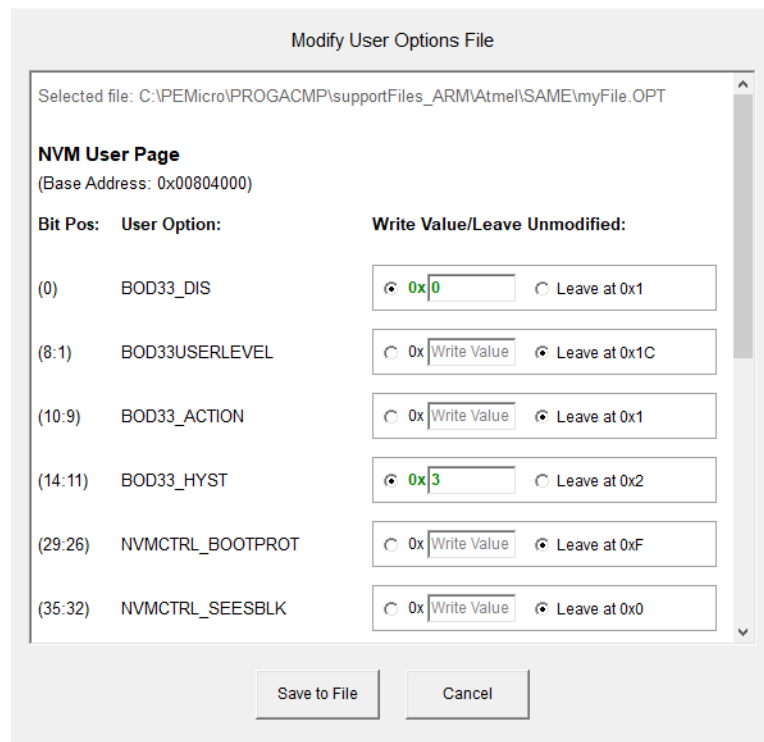 Modify User Options File
Selected file: C:\PEMicro\PROGACMP\supportFiles_ARM\Atmel\SAME\myFile.OPT
NVM User Page
(Base Address: 0x00804000)
Bit Pos: User Option: Write Value/Leave Unmodified:
(0) BOD33_DIS 0x 0 Leave at 0x1
(8:1) BOD33USERLEVEL 0x Write Value Leave at 0x1C
(10:9) BOD33_ACTION 0x Write Value Leave at 0x1
(14:11) BOD33_HYST 0x 3 Leave at 0x2
(29:26) NVMCTRL_BOOTPROT 0x Write Value Leave at 0xF
(35:32) NVMCTRL_SEESBLK 0x Write Value Leave at 0x0
Save to File Cancel